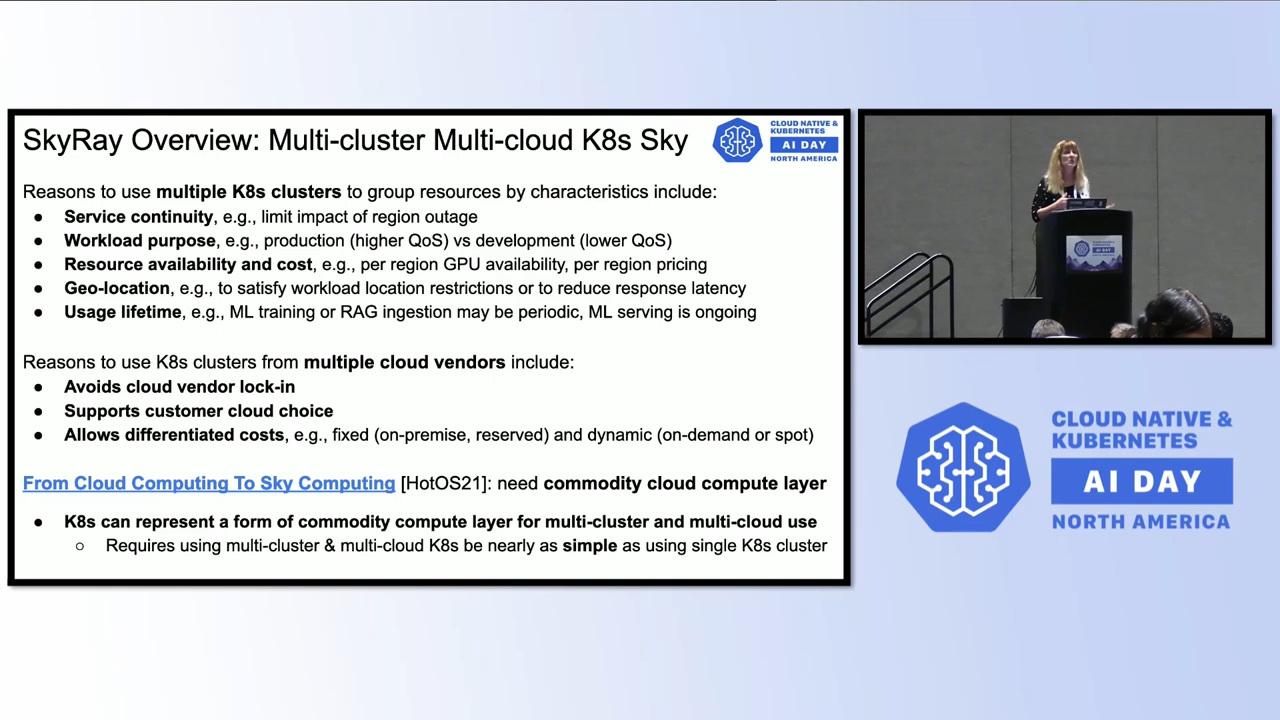 SkyRay Overview: Multi-cluster Multi-cloud K8s Sky
CLOUD NATIVE &
KUBERNETES
AI DAY
NORTH AMERICA
Reasons to use multiple K8s clusters to group resources by characteristics include:
● Service continuity, e.g., limit impact of region outage
● Workload purpose, e.g., production (higher QoS) vs development (lower QoS)
● Resource availability and cost, e.g., per region GPU availability, per region pricing
● Geo-location, e.g., to satisfy workload location restrictions or to reduce response latency
● Usage lifetime, e.g., ML training or RAG ingestion may be periodic, ML serving is ongoing
Reasons to use K8s clusters from multiple cloud vendors include:
● Avoids cloud vendor lock-in
● Supports customer cloud choice
● Allows differentiated costs, e.g., fixed (on-premise, reserved) and dynamic (on-demand or spot)
From Cloud Computing To Sky Computing [HotOS21]: need commodity cloud compute layer
● K8s can represent a form of commodity compute layer for multi-cluster and multi-cloud use
○ Requires using multi-cluster & multi-cloud K8s be nearly as simple as using single K8s cluster
AI DAY
CLOUD NATIVE &
KUBERNETES
AI DAY
NORTH AMERICA